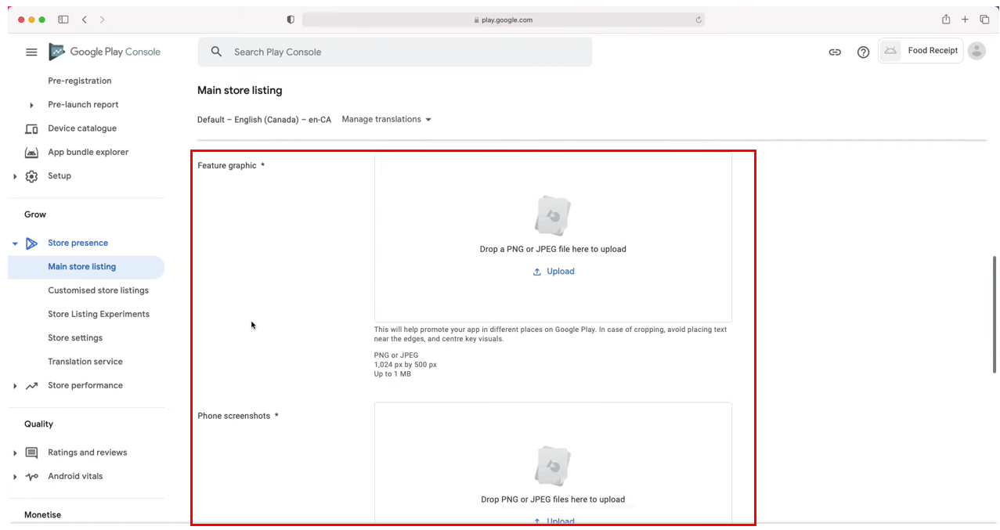 play.google.com
Google Play Console
Search Play Console
Food Receipt
Pre-registration
Pre-launch report
Device catalogue
App bundle explorer
Setup
Grow
Store presence
Main store listing
Customised store listings
Store Listing Experiments
Store settings
Translation service
Store performance
Quality
Ratings and reviews
Android vitals
Monetise
Main store listing
Default – English (Canada) – en-CA Manage translations
Feature graphic *
Drop a PNG or JPEG file here to upload
Upload
This will help promote your app in different places on Google Play. In case of cropping, avoid placing text
near the edges, and centre key visuals.
PNG or JPEG
1,024 px by 500 px
Up to 1 MB
Phone screenshots *
Drop PNG or JPEG files here to upload
Upload